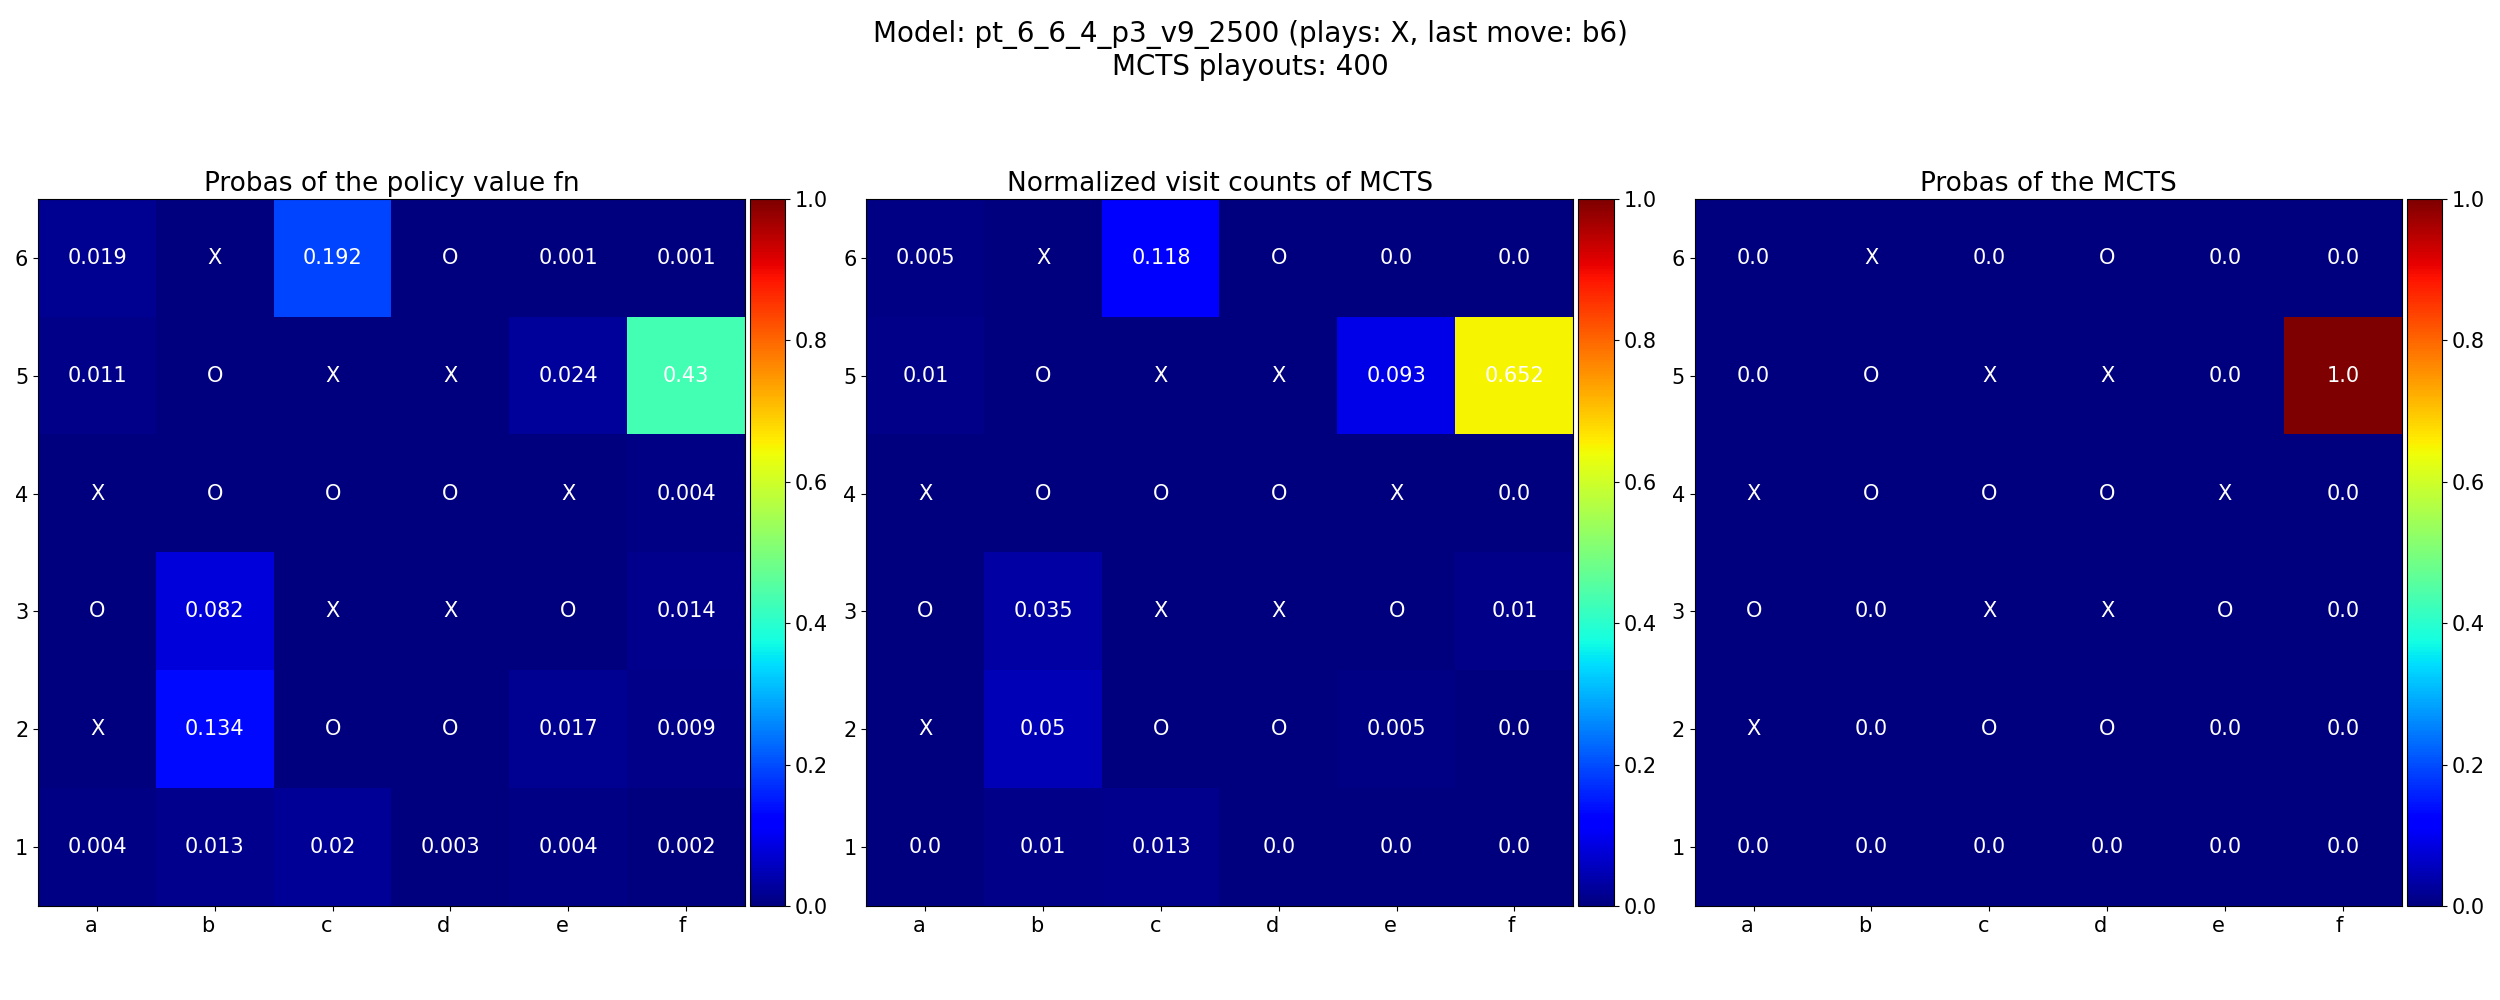 Model: pt_6_6_4_p3_v9_2500 (plays: X, last move: b6)
MCTS playouts: 400
Probas of the policy value fn
6 0.019 X 0.192 O 0.001 0.001
5 0.011 O X X 0.024 0.43
4 X O O O X 0.004
3 O 0.082 X X O 0.014
2 X 0.134 O O 0.017 0.009
1 0.004 0.013 0.02 0.003 0.004 0.002
a b c d e f
1.0
0.8
0.6
0.4
0.2
0.0
Normalized visit counts of MCTS
6 0.005 X 0.118 O 0.0 0.0
5 0.01 O X X 0.093 0.652
4 X O O O X 0.0
3 O 0.035 X X O 0.01
2 X 0.05 O O 0.005 0.0
1 0.0 0.01 0.013 0.0 0.0 0.0
a b c d e f
1.0
0.8
0.6
0.4
0.2
0.0
Probas of the MCTS
6 0.0 X 0.0 O 0.0 0.0
5 0.0 O X X 0.0 1.0
4 X O O O X 0.0
3 O 0.0 X X O 0.0
2 X 0.0 O O 0.0 0.0
1 0.0 0.0 0.0 0.0 0.0 0.0
a b c d e f
1.0
0.8
0.6
0.4
0.2
0.0